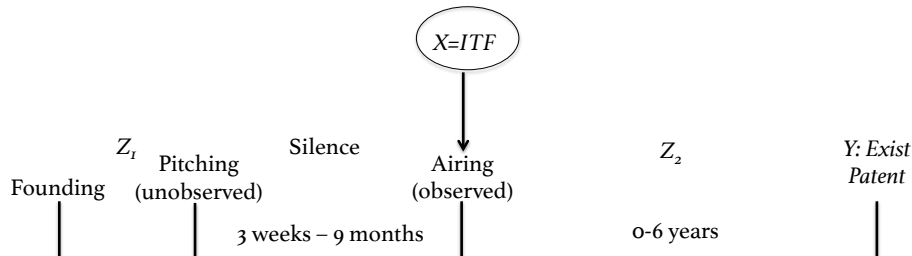 X=ITF
Z1
Silence
Z2
Y: Exist
Patent
Pitching
(unobserved)
Airing
(observed)
Founding
3 weeks – 9 months
0-6 years